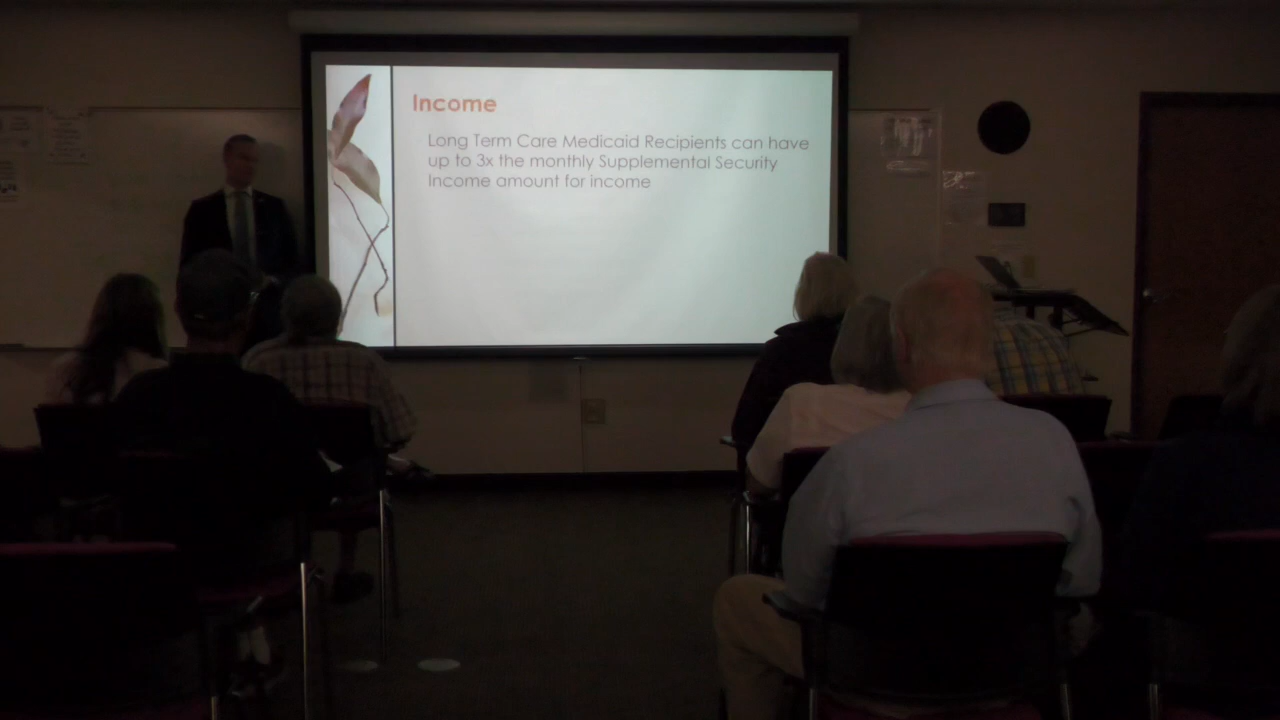 Income
Long Term Care Medicaid Recipients can have
up to 3x the monthly Supplemental Security
Income amount for income